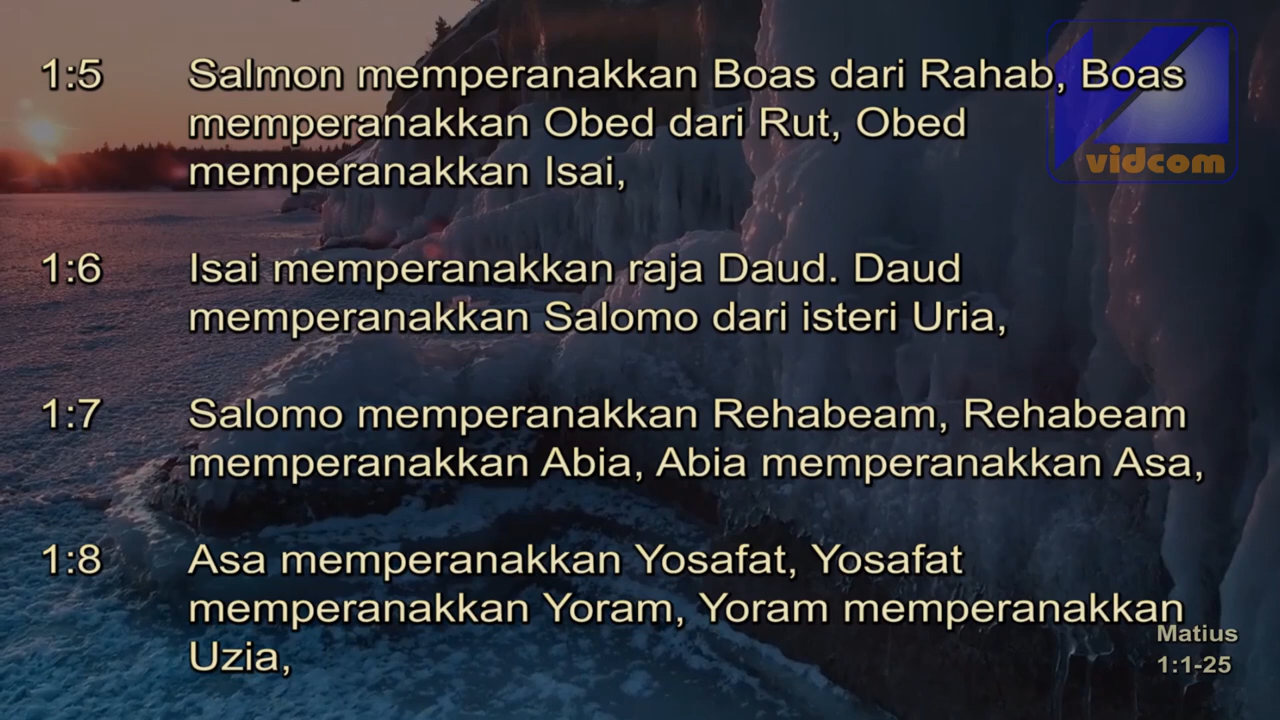 1:5 Salmon memperanakkan Boas dari Rahab, Boas
memperanakkan Obed dari Rut, Obed
memperanakkan Isai,
1:6 Isai memperanakkan raja Daud. Daud
memperanakkan Salomo dari isteri Uria,
1:7 Salomo memperanakkan Rehabeam, Rehabeam
memperanakkan Abia, Abia memperanakkan Asa,
1:8 Asa memperanakkan Yosafat, Yosafat
memperanakkan Yoram, Yoram memperanakkan
Uzia,
vidcom
Matius
1:1-25